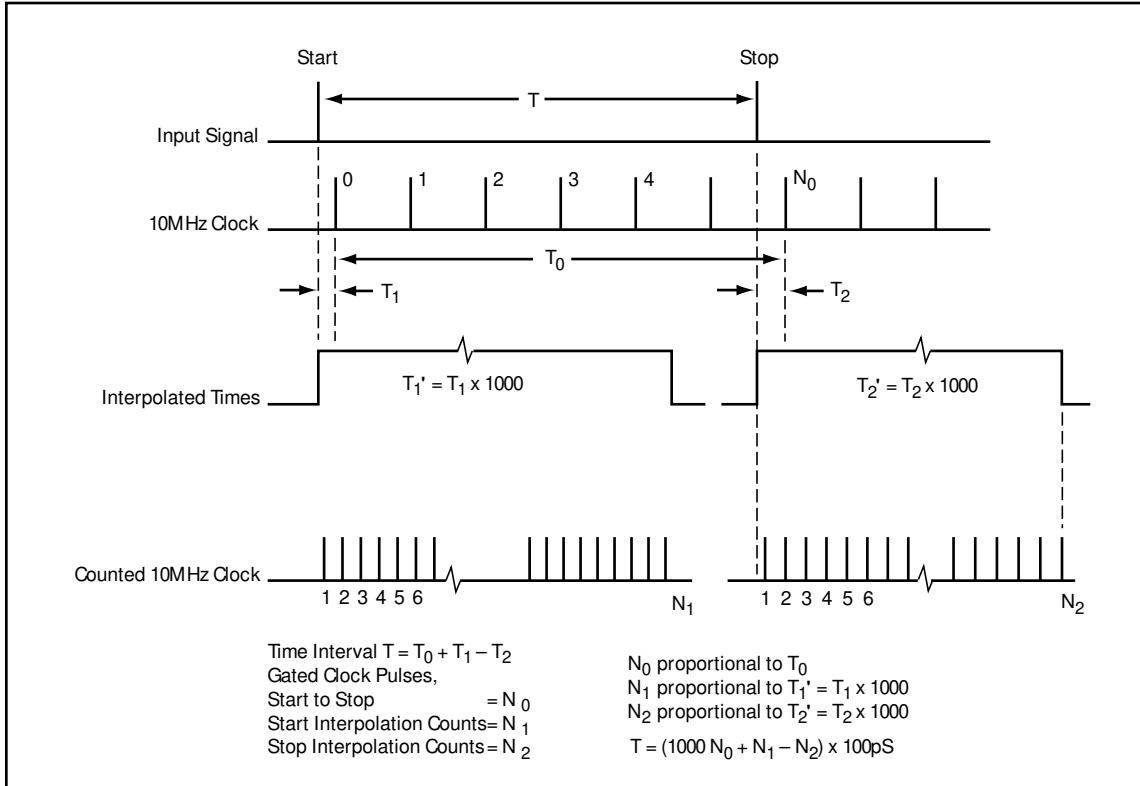 Start Stop
T
Input Signal
0 1 2 3 4 N₀
10MHz Clock
T₀
T₁ T₂
T₁' = T₁ x 1000 T₂' = T₂ x 1000
Interpolated Times
Counted 10MHz Clock
1 2 3 4 5 6 N₁ 1 2 3 4 5 6 N₂
Time Interval T = T₀ + T₁ – T₂
Gated Clock Pulses,
Start to Stop = N₀
Start Interpolation Counts= N₁
Stop Interpolation Counts = N₂
N₀ proportional to T₀
N₁ proportional to T₁' = T₁ x 1000
N₂ proportional to T₂' = T₂ x 1000
T = (1000 N₀ + N₁ – N₂) x 100pS